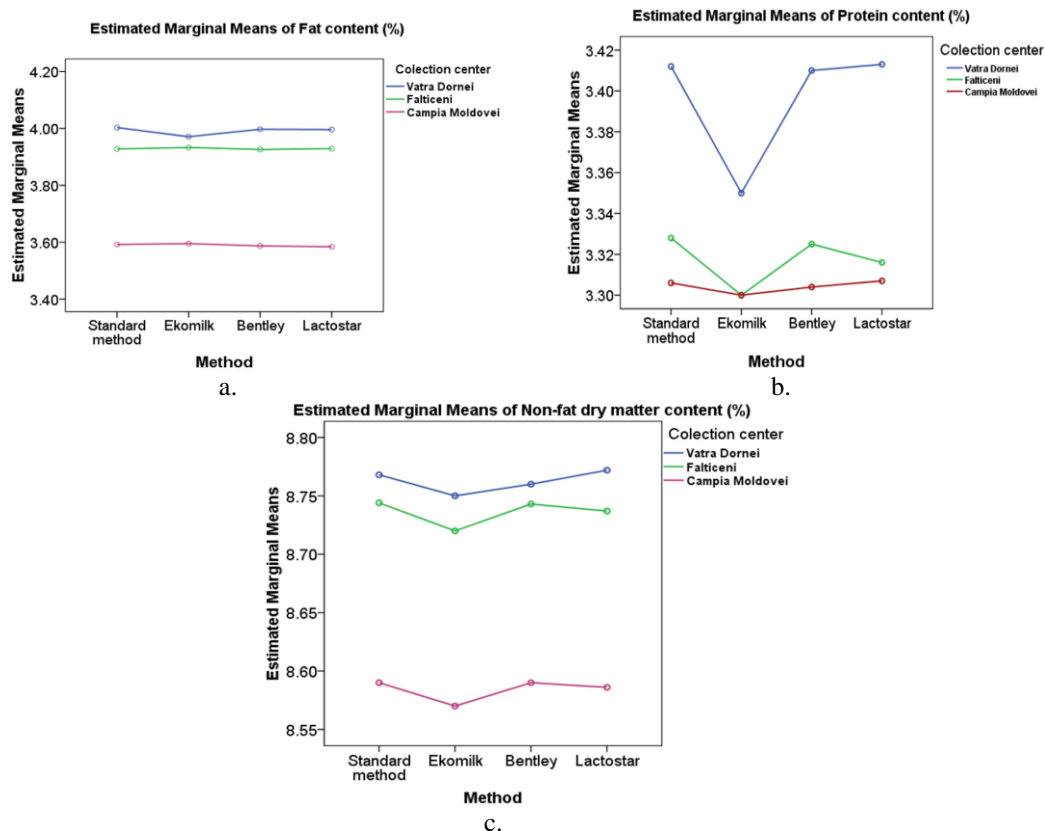 Estimated Marginal Means of Fat content (%)
Estimated Marginal Means
4.20
4.00
3.80
3.60
3.40
Standard method
Ekomilk
Bentley
Lactostar
Method
Colection center
Vatra Dornei
Falticeni
Campia Moldovei
a.
Estimated Marginal Means of Protein content (%)
Estimated Marginal Means
3.42
3.40
3.38
3.36
3.34
3.32
3.30
Standard method
Ekomilk
Bentley
Lactostar
Method
Colection center
Vatra Dornei
Falticeni
Campia Moldovei
b.
Estimated Marginal Means of Non-fat dry matter content (%)
Estimated Marginal Means
8.80
8.75
8.70
8.65
8.60
8.55
Standard method
Ekomilk
Bentley
Lactostar
Method
Colection center
Vatra Dornei
Falticeni
Campia Moldovei
c.